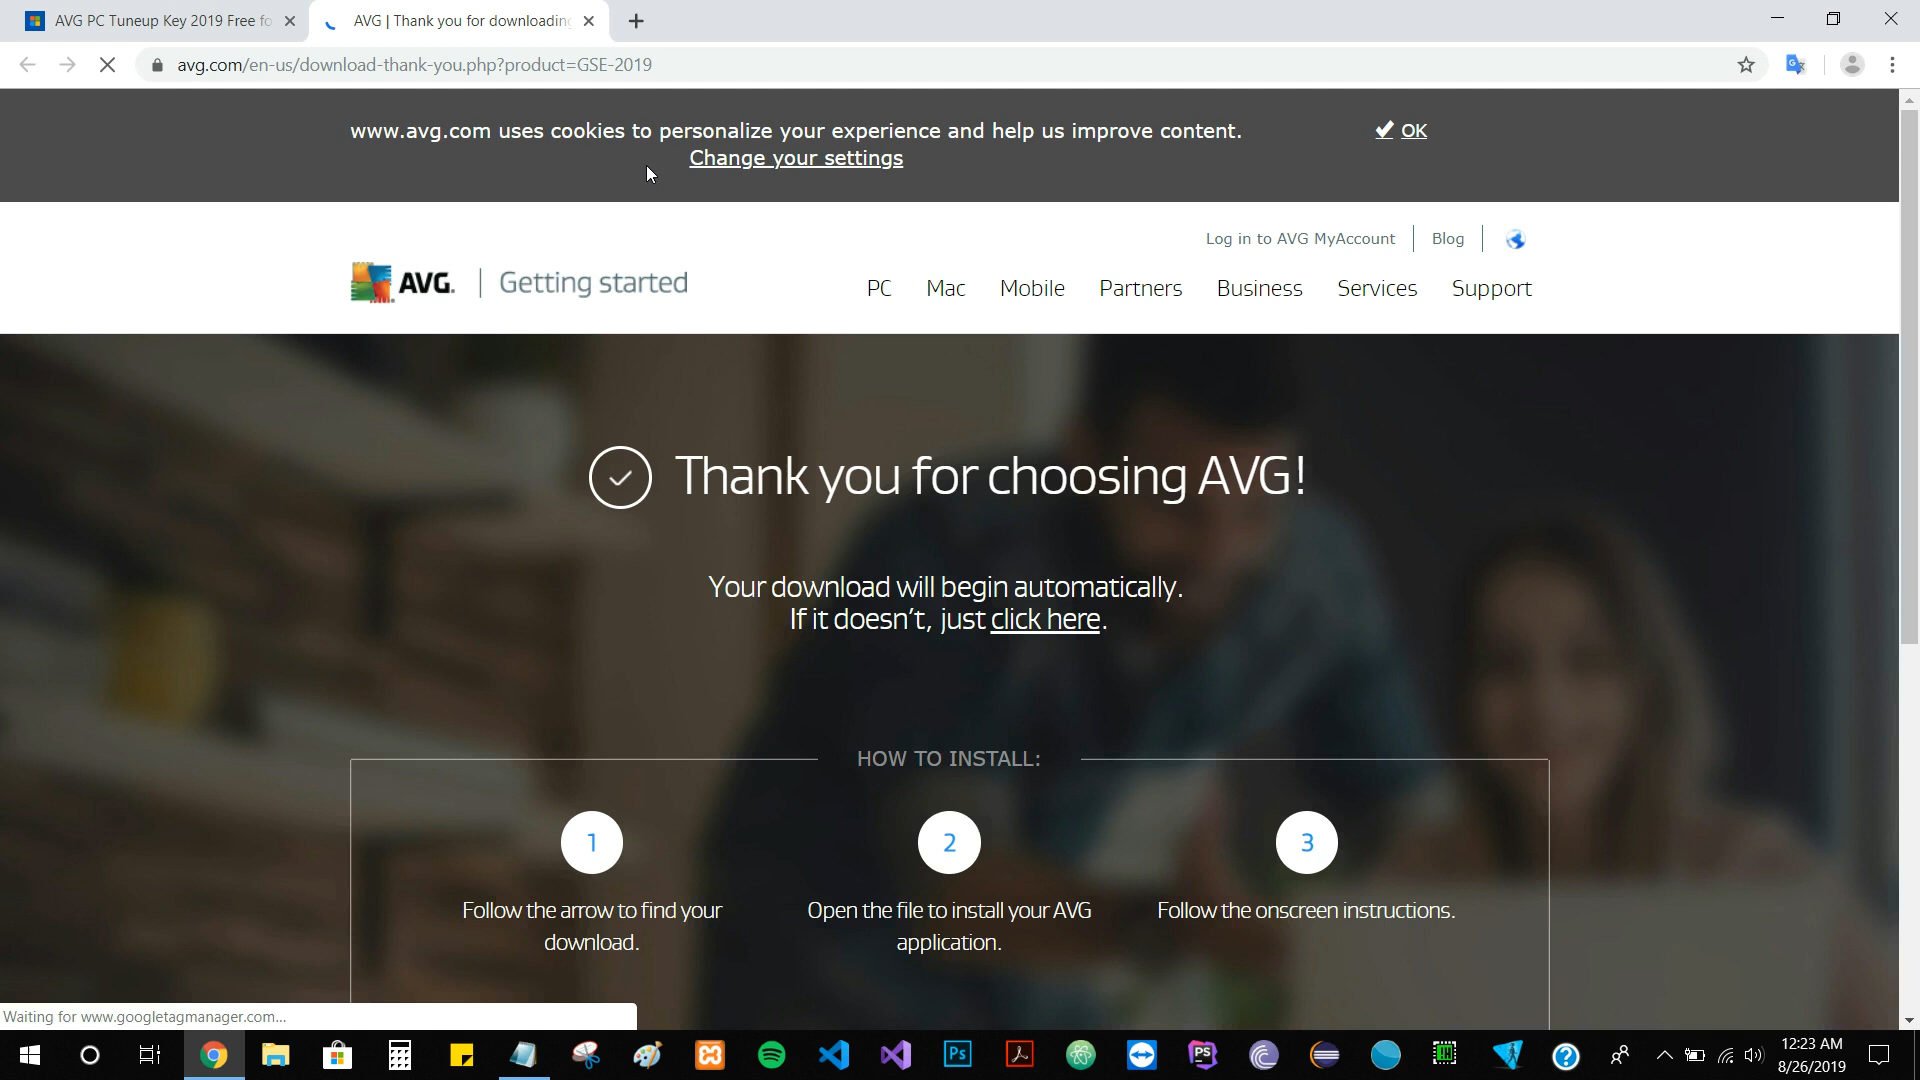 AVG PC Tuneup Key 2019 Free fo
AVG | Thank you for downloading
avg.com/en-us/download-thank-you.php?product=GSE-2019
www.avg.com uses cookies to personalize your experience and help us improve content.
OK
Change your settings
Log in to AVG MyAccount
Blog
AVG.
Getting started
PC
Mac
Mobile
Partners
Business
Services
Support
Thank you for choosing AVG!
Your download will begin automatically.
If it doesn't, just click here.
HOW TO INSTALL:
1
2
3
Follow the arrow to find your
download.
Open the file to install your AVG
application.
Follow the onscreen instructions.
Waiting for www.googletagmanager.com...
Ps
PS
12:23 AM
8/26/2019